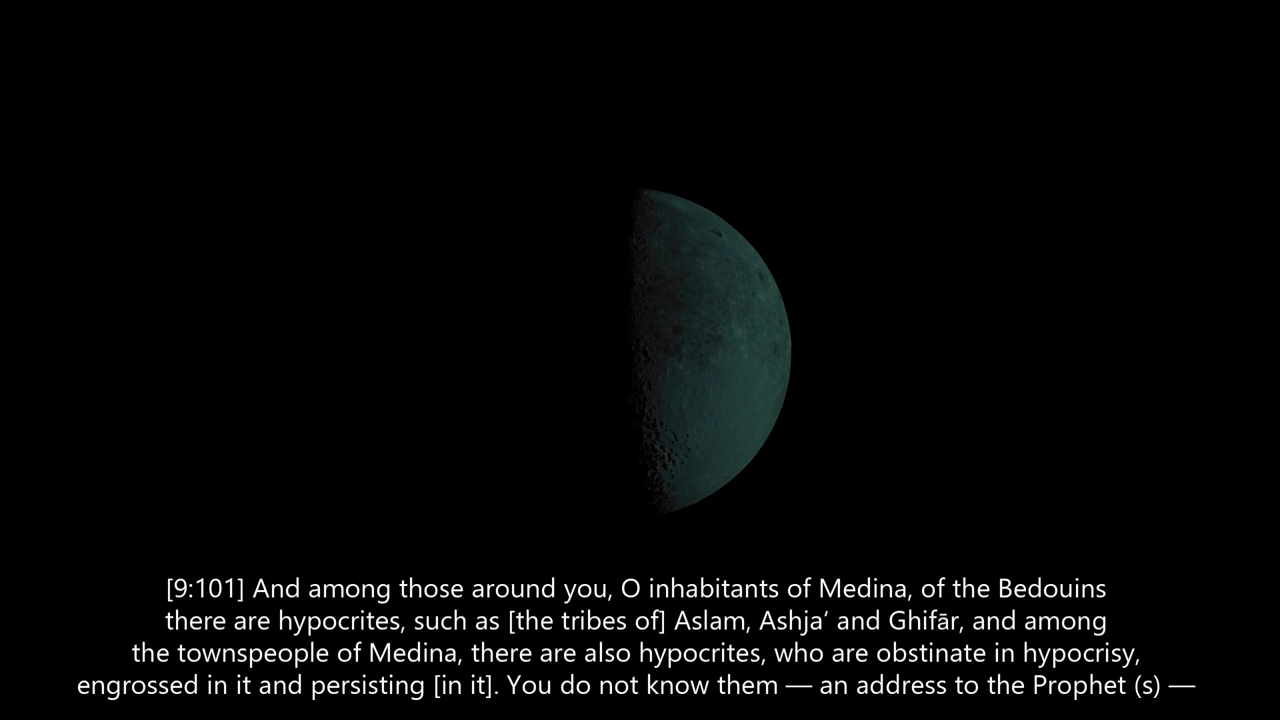 [9:101] And among those around you, O inhabitants of Medina, of the Bedouins
there are hypocrites, such as [the tribes of] Aslam, Ashja‘ and Ghifār, and among
the townspeople of Medina, there are also hypocrites, who are obstinate in hypocrisy,
engrossed in it and persisting [in it]. You do not know them — an address to the Prophet (s) —